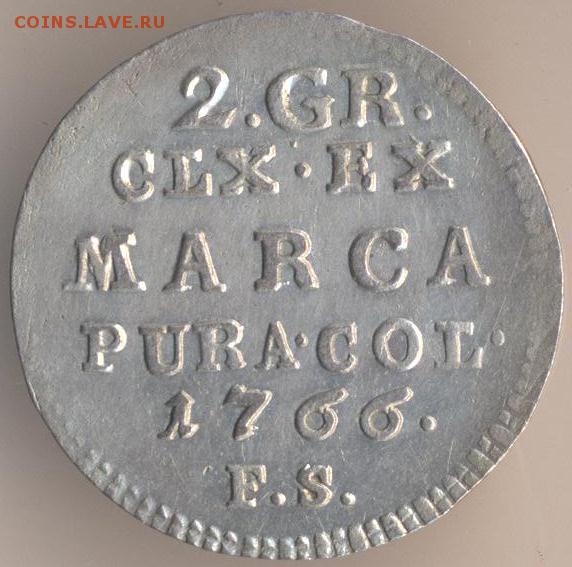 COINS.LAVE.RU
2.GR.
CLX·EX
MARCA
PURA·COL·
1766.
F.S.